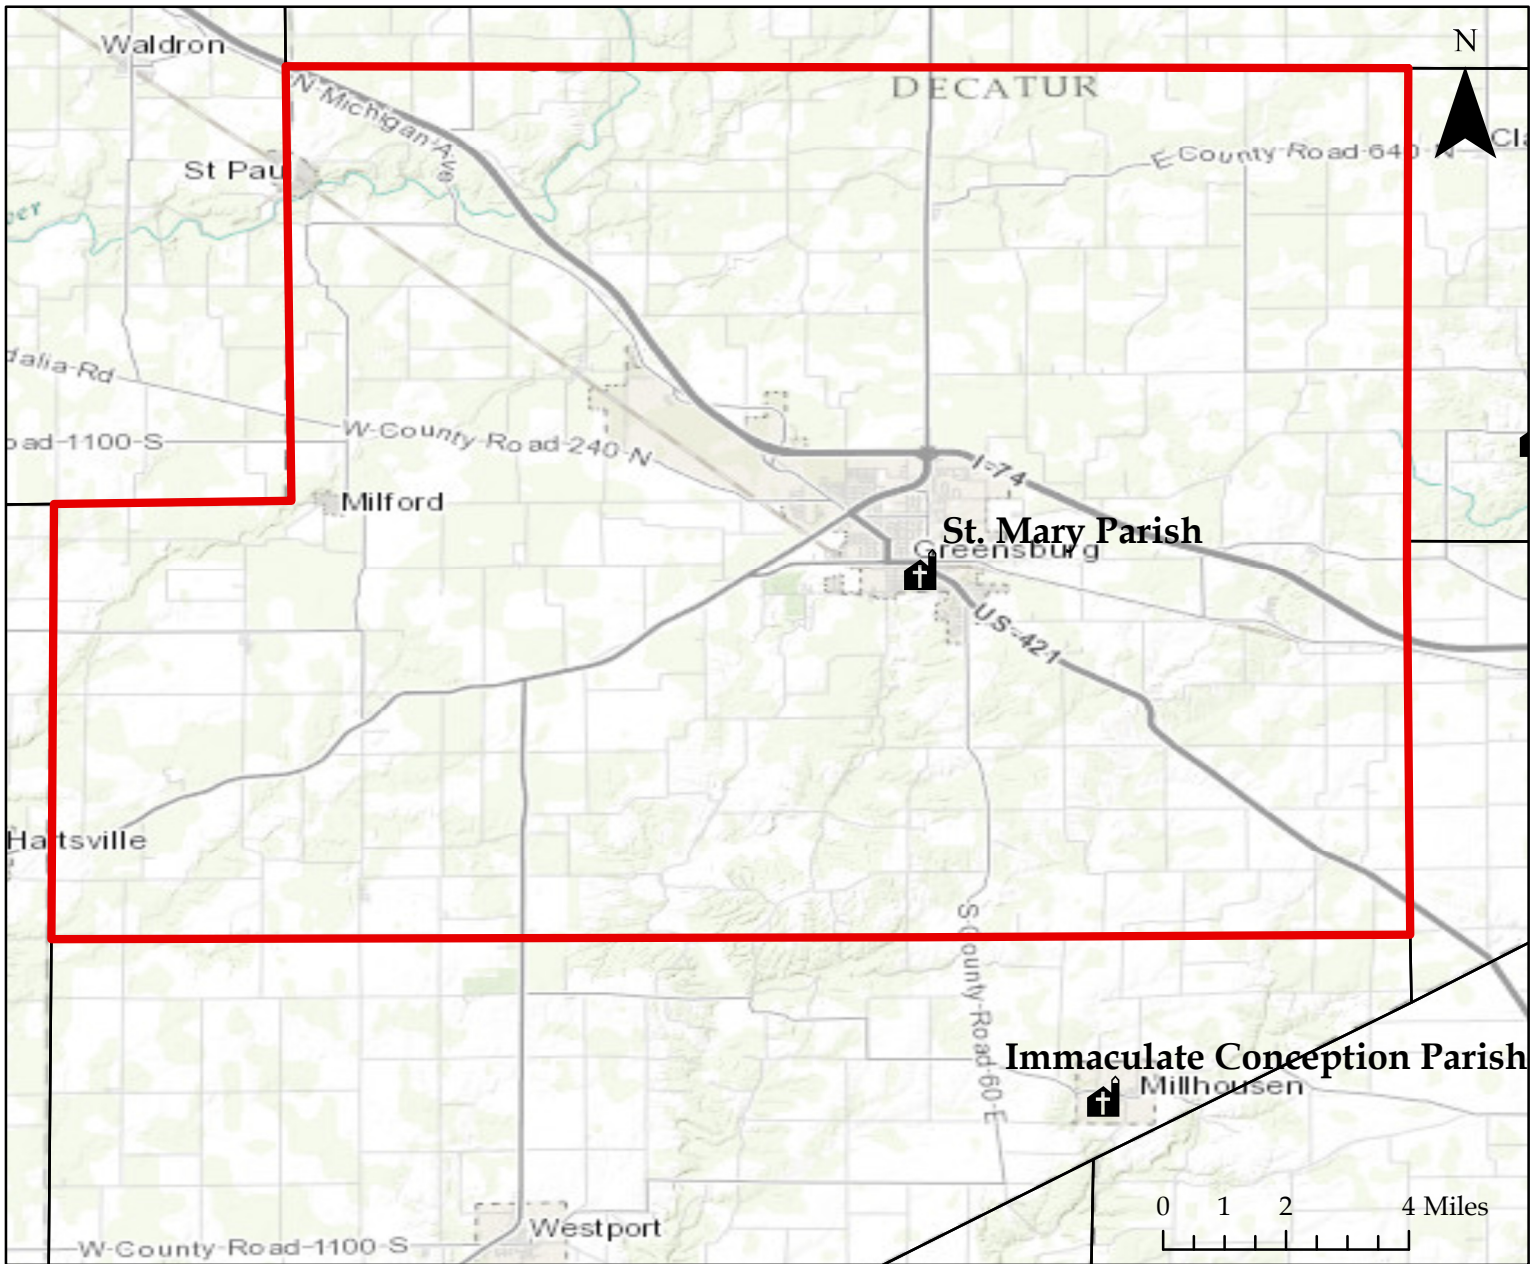 Waldron
N
DECATUR
N-Michigan-Ave
E-County-Road-640-N
St Pau
W-County-Road-240-N
oad-1100-S
I-74
Milford
St. Mary Parish
Greensburg
US-421
Hartsville
S-County-Road-60-E
Immaculate Conception Parish
Millhousen
0 1 2 4 Miles
Westport
W-County-Road-1100-S